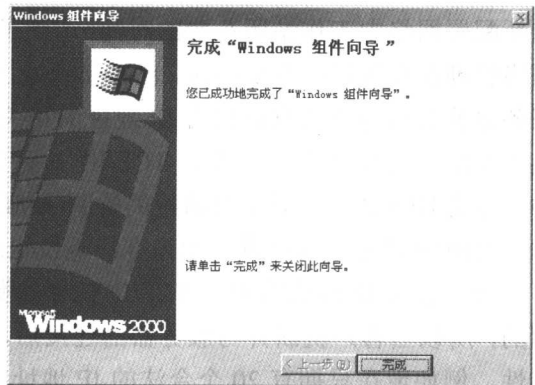 Windows 组件向导
完成“Windows 组件向导”
您已成功地完成了“Windows 组件向导”。
请单击“完成”来关闭此向导。
Microsoft
Windows 2000
< 上一步(B)
完成